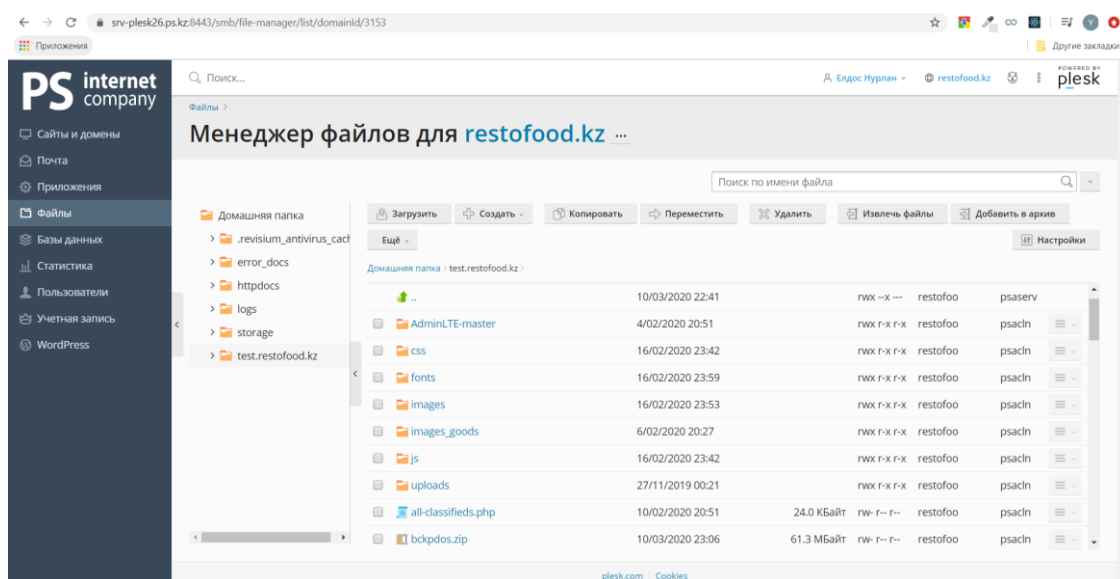 srv-plesk26.ps.kz:8443/smb/file-manager/list/domainId/3153
Приложения
Другие закладки
PS internet company
Поиск...
Елдос Нурлан
restofood.kz
POWERED BY
plesk
Файлы >
Менеджер файлов для restofood.kz ...
Сайты и домены
Почта
Приложения
Файлы
Базы данных
Статистика
Пользователи
Учетная запись
WordPress
Поиск по имени файла
Домашняя папка
.revisium_antivirus_cach
error_docs
httpdocs
logs
storage
test.restofood.kz
Загрузить
Создать
Копировать
Переместить
Удалить
Извлечь файлы
Добавить в архив
Ещё
Настройки
Домашняя папка > test.restofood.kz >
.. 10/03/2020 22:41 rwx --x --- restofoo psaserv
AdminLTE-master 4/02/2020 20:51 rwx r-x r-x restofoo psacln
css 16/02/2020 23:42 rwx r-x r-x restofoo psacln
fonts 16/02/2020 23:59 rwx r-x r-x restofoo psacln
images 16/02/2020 23:53 rwx r-x r-x restofoo psacln
images_goods 6/02/2020 20:27 rwx r-x r-x restofoo psacln
js 16/02/2020 23:42 rwx r-x r-x restofoo psacln
uploads 27/11/2019 00:21 rwx r-x r-x restofoo psacln
all-classifieds.php 10/02/2020 20:51 24.0 КБайт rw- r-- r-- restofoo psacln
bckpdos.zip 10/03/2020 23:06 61.3 МБайт rw- r-- r-- restofoo psacln
plesk.com
Cookies